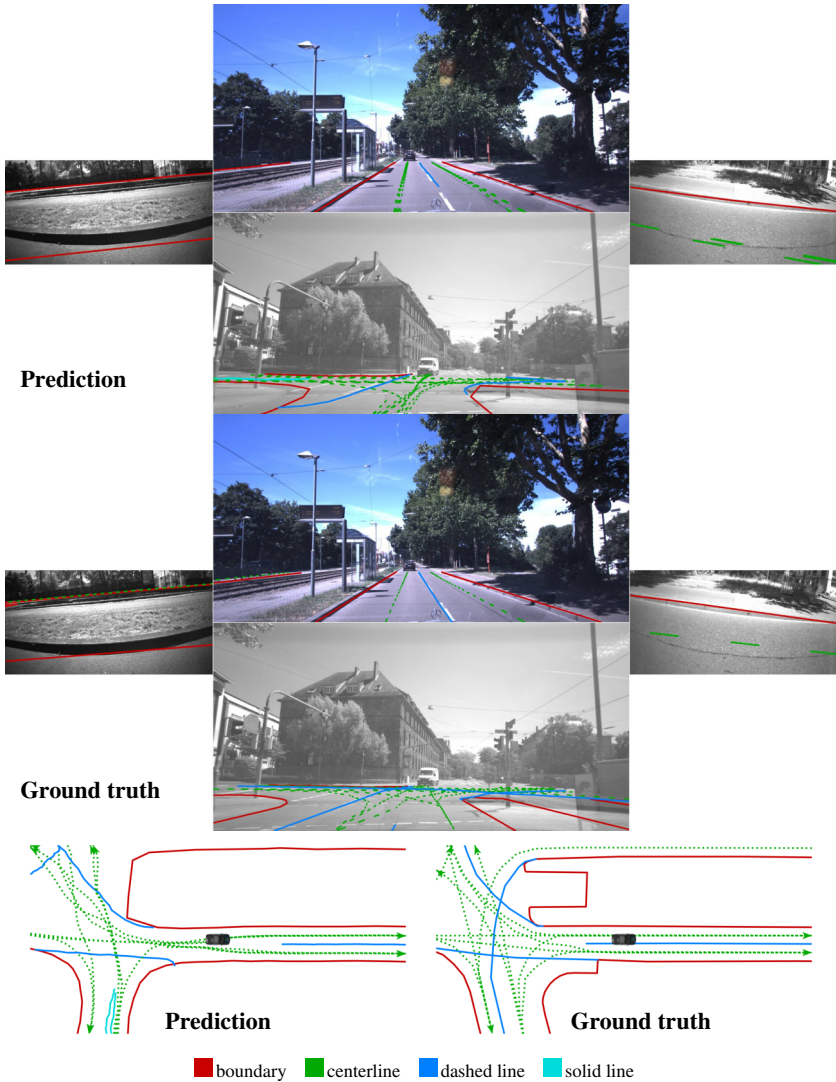 Prediction
Ground truth
Prediction
Ground truth
boundary centerline dashed line solid line